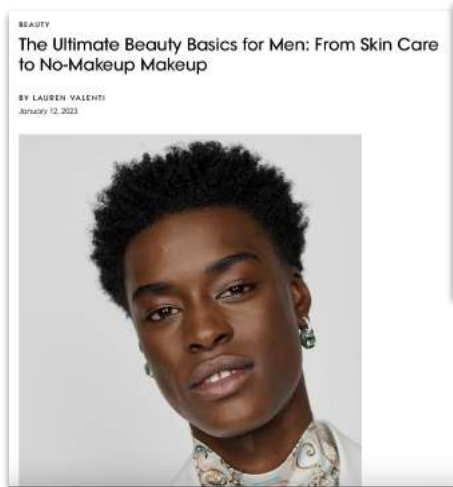 BEAUTY
The Ultimate Beauty Basics for Men: From Skin Care
to No-Makeup Makeup
BY LAUREN VALENTI
January 12, 2023